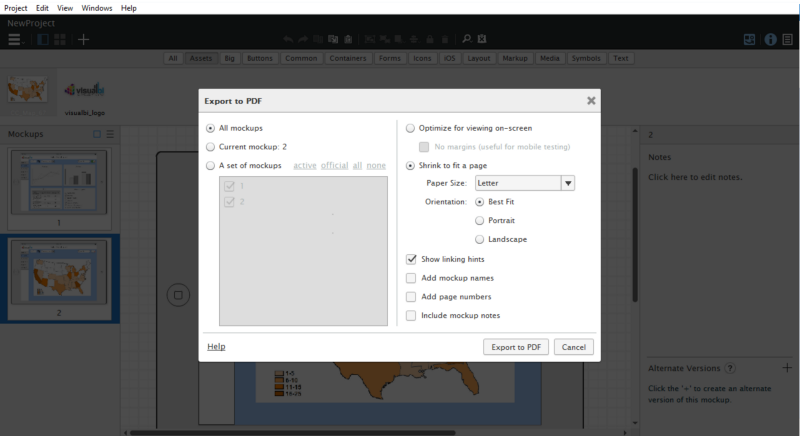 Project Edit View Windows Help
NewProject
All Assets Big Buttons Common Containers Forms Icons iOS Layout Markup Media Symbols Text
visualbi_logo
Mockups
1
2
Export to PDF
All mockups
Current mockup: 2
A set of mockups active official all none
1
2
Optimize for viewing on-screen
No margins (useful for mobile testing)
Shrink to fit a page
Paper Size: Letter
Orientation: Best Fit
Portrait
Landscape
Show linking hints
Add mockup names
Add page numbers
Include mockup notes
Help
Export to PDF Cancel
2
Notes
Click here to edit notes.
Alternate Versions ?
Click the '+' to create an alternate
version of this mockup.
1-5
6-10
11-15